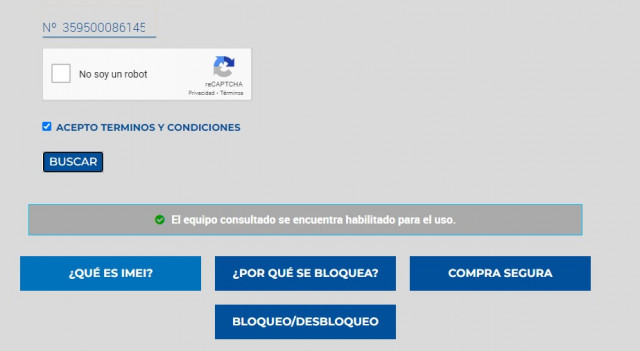 Nº 359500086145
No soy un robot
reCAPTCHA
Privacidad - Términos
ACEPTO TERMINOS Y CONDICIONES
BUSCAR
El equipo consultado se encuentra habilitado para el uso.
¿QUÉ ES IMEI? ¿POR QUÉ SE BLOQUEA? COMPRA SEGURA
BLOQUEO/DESBLOQUEO